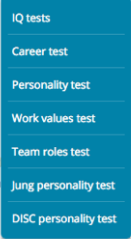 IQ tests
Career test
Personality test
Work values test
Team roles test
Jung personality test
DISC personality test